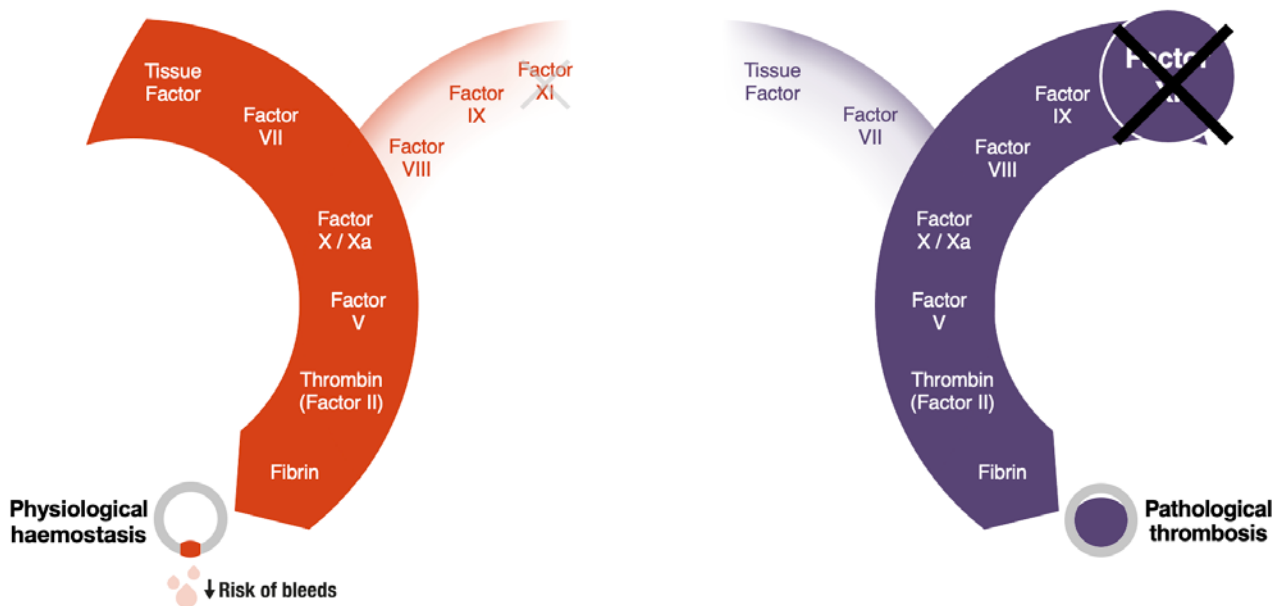 Tissue
Factor
Factor
VII
Factor
VIII
Factor
IX
Factor
XI
Factor
X / Xa
Factor
V
Thrombin
(Factor II)
Fibrin
Physiological
haemostasis
↓ Risk of bleeds
Tissue
Factor
Factor
VII
Factor
IX
Factor
Factor
VIII
Factor
X / Xa
Factor
V
Thrombin
(Factor II)
Fibrin
Pathological
thrombosis